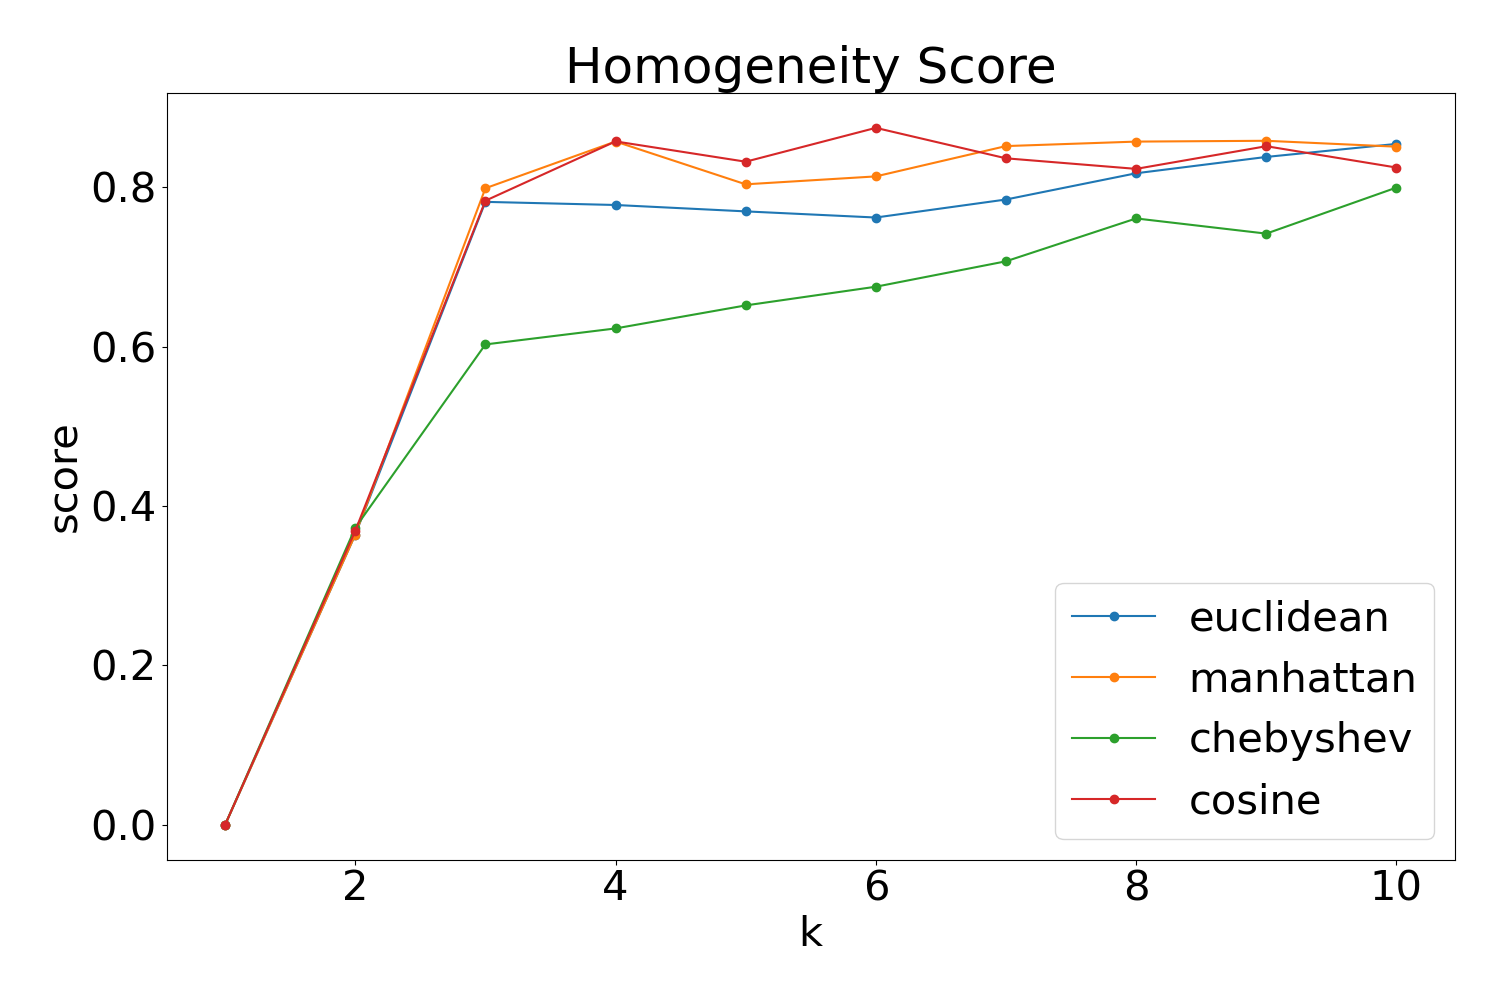 Homogeneity Score
score
0.8
0.6
0.4
0.2
0.0
2 4 6 8 10
k
euclidean
manhattan
chebyshev
cosine